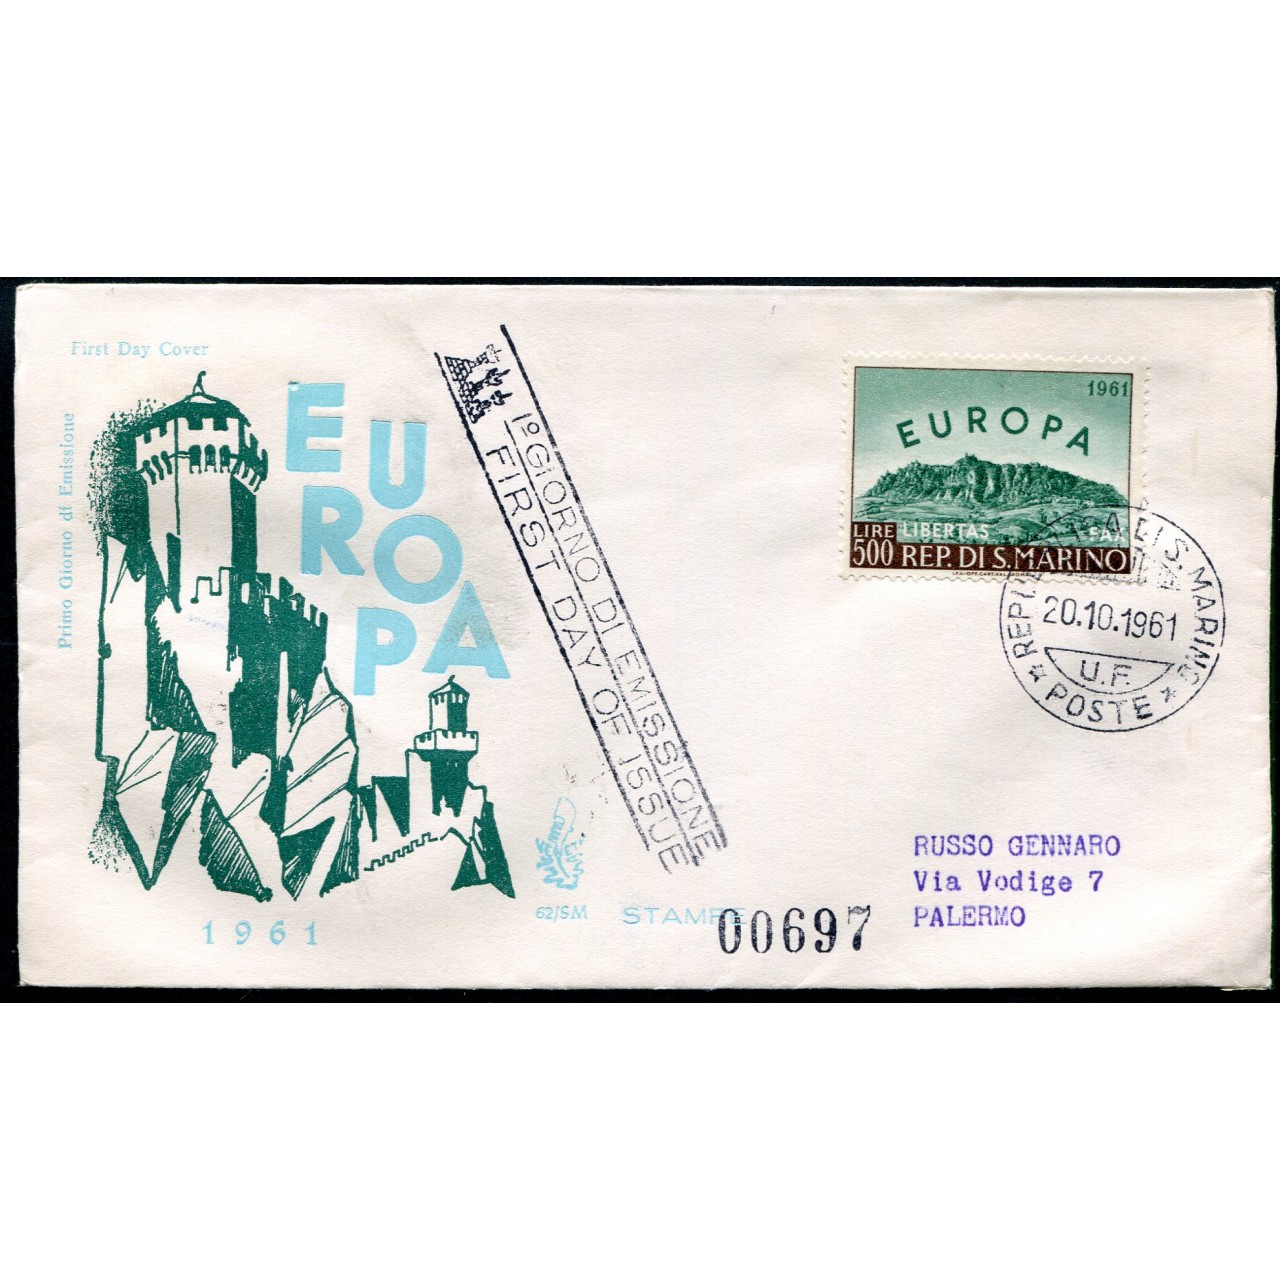 First Day Cover
Primo Giorno di Emissione
EUROPA
1961
62/SM
STAMPE
00697
1º GIORNO DI EMISSIONE
FIRST DAY OF ISSUE
1961
EUROPA
LIRE 500
LIBERTAS
REP. DI S. MARINO
DI S. MARINO
20.10.1961
U.F.
POSTE
RUSSO GENNARO
Via Vodige 7
PALERMO